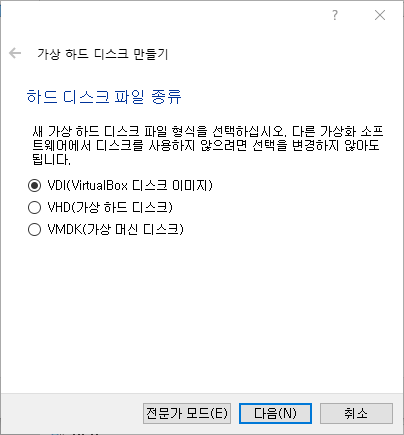 ?
가상 하드 디스크 만들기
하드 디스크 파일 종류
새 가상 하드 디스크 파일 형식을 선택하십시오. 다른 가상화 소프
트웨어에서 디스크를 사용하지 않으려면 선택을 변경하지 않아도
됩니다.
VDI(VirtualBox 디스크 이미지)
VHD(가상 하드 디스크)
VMDK(가상 머신 디스크)
전문가 모드(E) 다음(N) 취소